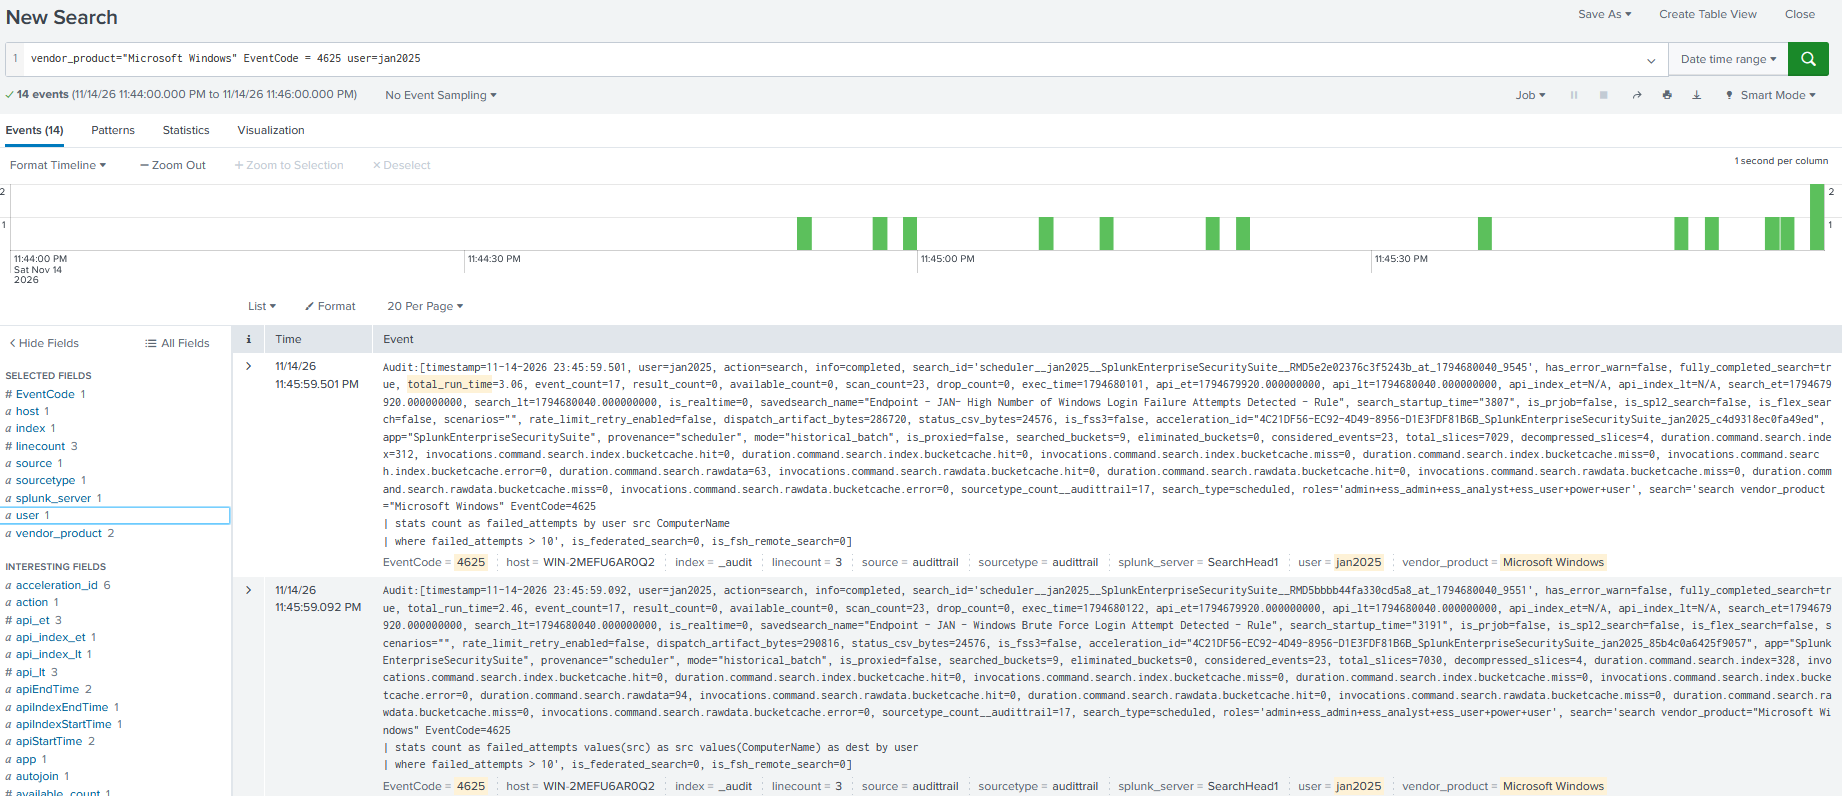 New Search
Save As
Create Table View
Close
1 vendor_product="Microsoft Windows" EventCode = 4625 user=jan2025
Date time range
14 events (11/14/26 11:44:00.000 PM to 11/14/26 11:46:00.000 PM)
No Event Sampling
Job
Smart Mode
Events (14)
Patterns
Statistics
Visualization
Format Timeline
— Zoom Out
+ Zoom to Selection
× Deselect
1 second per column
2
2
1
1
11:44:00 PM
Sat Nov 14
2026
11:44:30 PM
11:45:00 PM
11:45:30 PM
List
Format
20 Per Page
< Hide Fields
All Fields
SELECTED FIELDS
# EventCode 1
a host 1
a index 1
# linecount 3
a source 1
a sourcetype 1
a splunk_server 1
a user 1
a vendor_product 2
INTERESTING FIELDS
a acceleration_id 6
a action 1
# api_et 3
a api_index_et 1
a api_index_lt 1
# api_lt 3
a apiEndTime 2
a apiIndexEndTime 1
a apiIndexStartTime 1
a apiStartTime 2
a app 1
a autojoin 1
# available_count 1
i
Time
Event
11/14/26
11:45:59.501 PM
Audit:[timestamp=11-14-2026 23:45:59.501, user=jan2025, action=search, info=completed, search_id='scheduler__jan2025__SplunkEnterpriseSecuritySuite__RMD5e2e02376c3f5243b_at_1794680040_9545', has_error_warn=false, fully_completed_search=tr
ue, total_run_time=3.06, event_count=17, result_count=0, available_count=0, scan_count=23, drop_count=0, exec_time=1794680101, api_et=1794679920.000000000, api_lt=1794680040.000000000, api_index_et=N/A, api_index_lt=N/A, search_et=1794679
920.000000000, search_lt=1794680040.000000000, is_realtime=0, savedsearch_name="Endpoint - JAN- High Number of Windows Login Failure Attempts Detected - Rule", search_startup_time="3807", is_prjob=false, is_spl2_search=false, is_flex_sear
ch=false, scenarios="", rate_limit_retry_enabled=false, dispatch_artifact_bytes=286720, status_csv_bytes=24576, is_fss3=false, acceleration_id="4C21DF56-EC92-4D49-8956-D1E3FDF81B6B_SplunkEnterpriseSecuritySuite_jan2025_c4d9318ec0fa49ed",
app="SplunkEnterpriseSecuritySuite", provenance="scheduler", mode="historical_batch", is_proxied=false, searched_buckets=9, eliminated_buckets=0, considered_events=23, total_slices=7029, decompressed_slices=4, duration.command.search.inde
x=312, invocations.command.search.index.bucketcache.hit=0, duration.command.search.index.bucketcache.hit=0, invocations.command.search.index.bucketcache.miss=0, duration.command.search.index.bucketcache.miss=0, invocations.command.searc
h.index.bucketcache.error=0, duration.command.search.rawdata=63, invocations.command.search.rawdata.bucketcache.hit=0, duration.command.search.rawdata.bucketcache.hit=0, invocations.command.search.rawdata.bucketcache.miss=0, duration.com
mand.search.rawdata.bucketcache.miss=0, invocations.command.search.rawdata.bucketcache.error=0, sourcetype_count__audittrail=17, search_type=scheduled, roles='admin+ess_admin+ess_analyst+ess_user+power+user', search='search vendor_product
="Microsoft Windows" EventCode=4625
| stats count as failed_attempts by user src ComputerName
| where failed_attempts > 10', is_federated_search=0, is_fsh_remote_search=0]
EventCode = 4625 host = WIN-2MEFU6AR0Q2 index = _audit linecount = 3 source = audittrail sourcetype = audittrail splunk_server = SearchHead1 user = jan2025 vendor_product = Microsoft Windows
11/14/26
11:45:59.092 PM
Audit:[timestamp=11-14-2026 23:45:59.092, user=jan2025, action=search, info=completed, search_id='scheduler__jan2025__SplunkEnterpriseSecuritySuite__RMD5bbbb44fa330cd5a8_at_1794680040_9551', has_error_warn=false, fully_completed_search=tr
ue, total_run_time=2.46, event_count=17, result_count=0, available_count=0, scan_count=23, drop_count=0, exec_time=1794680122, api_et=1794679920.000000000, api_lt=1794680040.000000000, api_index_et=N/A, api_index_lt=N/A, search_et=1794679
920.000000000, search_lt=1794680040.000000000, is_realtime=0, savedsearch_name="Endpoint - JAN - Windows Brute Force Login Attempt Detected - Rule", search_startup_time="3191", is_prjob=false, is_spl2_search=false, is_flex_search=false, s
cenarios="", rate_limit_retry_enabled=false, dispatch_artifact_bytes=290816, status_csv_bytes=24576, is_fss3=false, acceleration_id="4C21DF56-EC92-4D49-8956-D1E3FDF81B6B_SplunkEnterpriseSecuritySuite_jan2025_85b4c0a6425f9057", app="Splunk
EnterpriseSecuritySuite", provenance="scheduler", mode="historical_batch", is_proxied=false, searched_buckets=9, eliminated_buckets=0, considered_events=23, total_slices=7030, decompressed_slices=4, duration.command.search.index=328, invo
cations.command.search.index.bucketcache.hit=0, duration.command.search.index.bucketcache.hit=0, invocations.command.search.index.bucketcache.miss=0, duration.command.search.index.bucketcache.miss=0, invocations.command.search.index.bucke
tcache.error=0, duration.command.search.rawdata=94, invocations.command.search.rawdata.bucketcache.hit=0, duration.command.search.rawdata.bucketcache.hit=0, invocations.command.search.rawdata.bucketcache.miss=0, duration.command.search.ra
wdata.bucketcache.miss=0, invocations.command.search.rawdata.bucketcache.error=0, sourcetype_count__audittrail=17, search_type=scheduled, roles='admin+ess_admin+ess_analyst+ess_user+power+user', search='search vendor_product="Microsoft Wi
ndows" EventCode=4625
| stats count as failed_attempts values(src) as src values(ComputerName) as dest by user
| where failed_attempts > 10', is_federated_search=0, is_fsh_remote_search=0]
EventCode = 4625 host = WIN-2MEFU6AR0Q2 index = _audit linecount = 3 source = audittrail sourcetype = audittrail splunk_server = SearchHead1 user = jan2025 vendor_product = Microsoft Windows